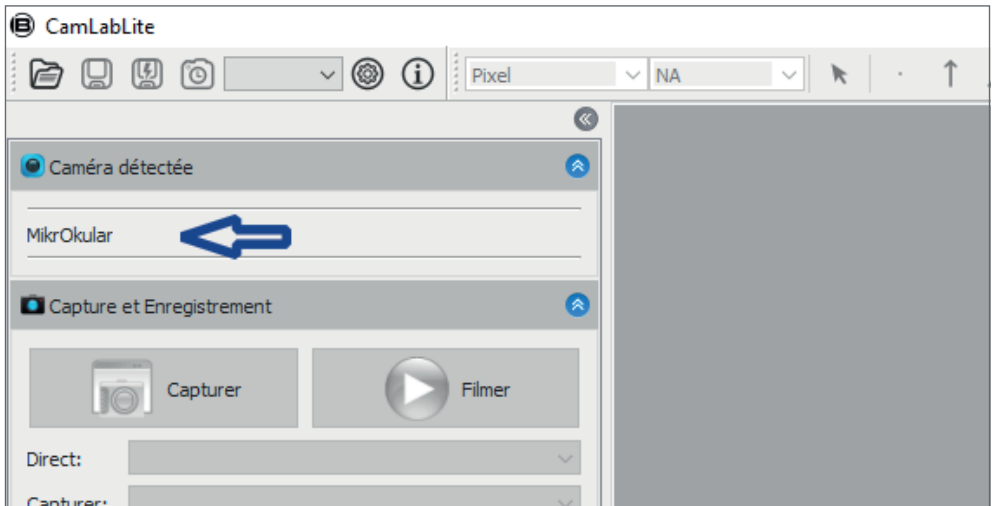 CamLabLite
Pixel NA
Caméra détectée
MikrOkular
Capture et Enregistrement
Capturer Filmer
Direct:
Capturer: